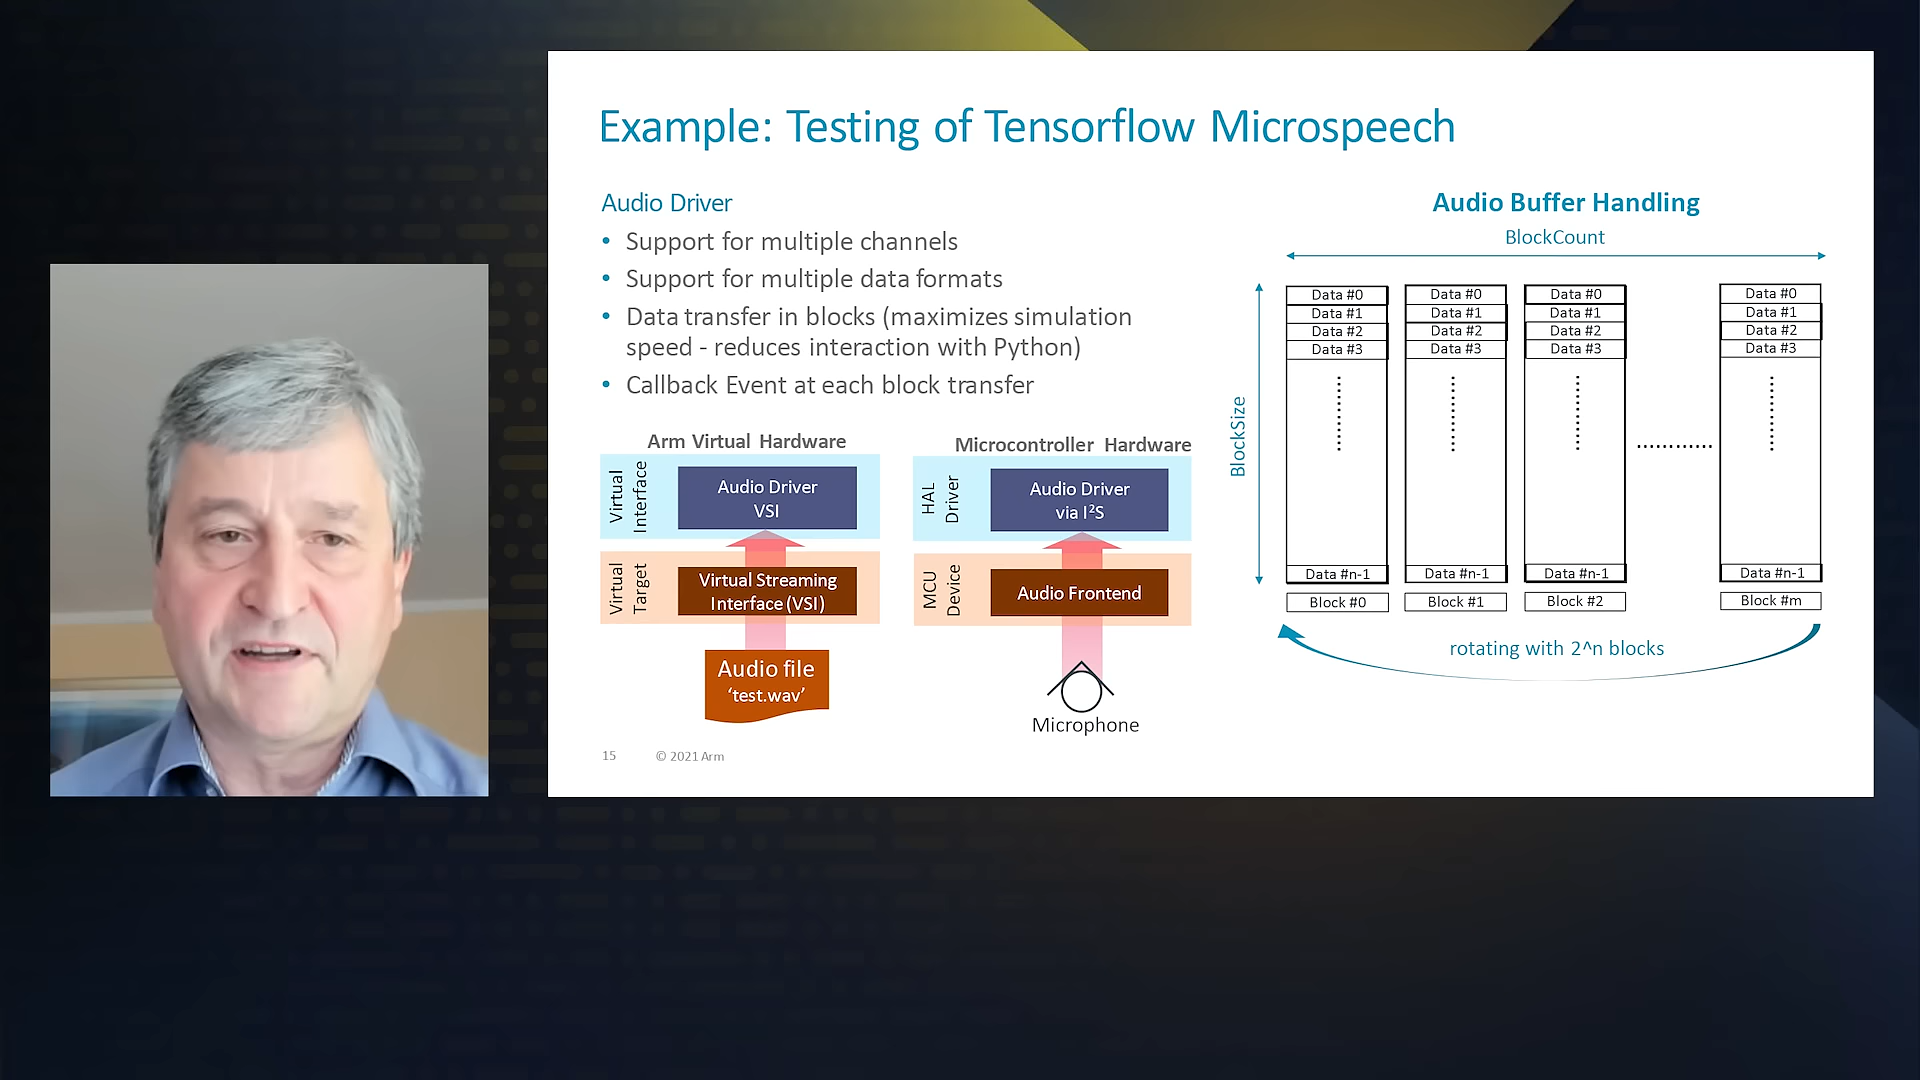 Example: Testing of Tensorflow Microspeech
Audio Driver
• Support for multiple channels
• Support for multiple data formats
• Data transfer in blocks (maximizes simulation
speed - reduces interaction with Python)
• Callback Event at each block transfer
Arm Virtual Hardware
Virtual
Interface
Audio Driver
VSI
Virtual
Target
Virtual Streaming
Interface (VSI)
Audio file
‘test.wav’
Microcontroller Hardware
HAL
Driver
Audio Driver
via I²S
MCU
Device
Audio Frontend
Microphone
Audio Buffer Handling
BlockCount
BlockSize
Data #0 Data #0 Data #0 Data #0
Data #1 Data #1 Data #1 Data #1
Data #2 Data #2 Data #2 Data #2
Data #3 Data #3 Data #3 Data #3
Data #n-1 Data #n-1 Data #n-1 Data #n-1
Block #0 Block #1 Block #2 Block #m
rotating with 2^n blocks
15 © 2021 Arm